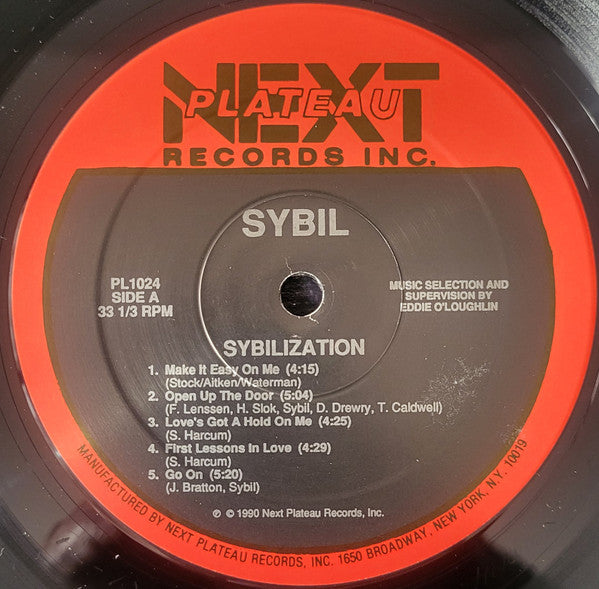 NEXT
PLATEAU
RECORDS INC.
SYBIL
PL1024
SIDE A
33 1/3 RPM
MUSIC SELECTION AND
SUPERVISION BY
EDDIE O'LOUGHLIN
SYBILIZATION
1. Make It Easy On Me (4:15)
(Stock/Aitken/Waterman)
2. Open Up The Door (5:04)
(F. Lenssen, H. Slok, Sybil, D. Drewry, T. Caldwell)
3. Love's Got A Hold On Me (4:25)
(S. Harcum)
4. First Lessons In Love (4:29)
(S. Harcum)
5. Go On (5:20)
(J. Bratton, Sybil)
℗ © 1990 Next Plateau Records, Inc.
MANUFACTURED BY NEXT PLATEAU RECORDS, INC. 1650 BROADWAY, NEW YORK, N.Y. 10019